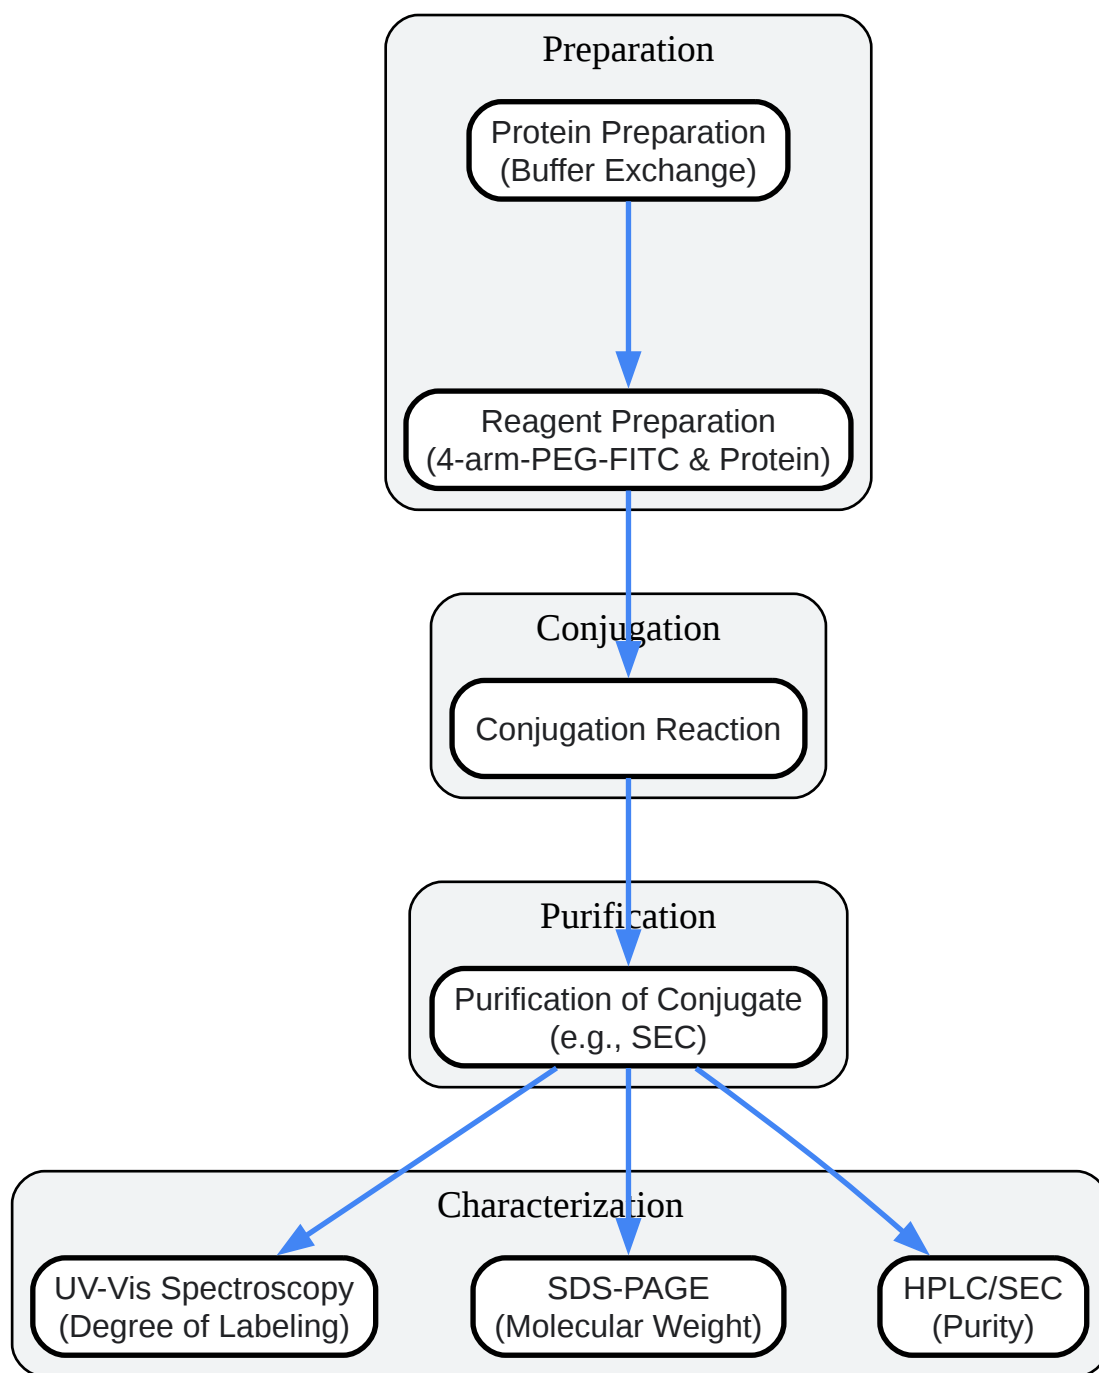 Preparation
Protein Preparation
(Buffer Exchange)
Reagent Preparation
(4-arm-PEG-FITC & Protein)
Conjugation
Conjugation Reaction
Purification
Purification of Conjugate
(e.g., SEC)
Characterization
UV-Vis Spectroscopy
(Degree of Labeling)
SDS-PAGE
(Molecular Weight)
HPLC/SEC
(Purity)